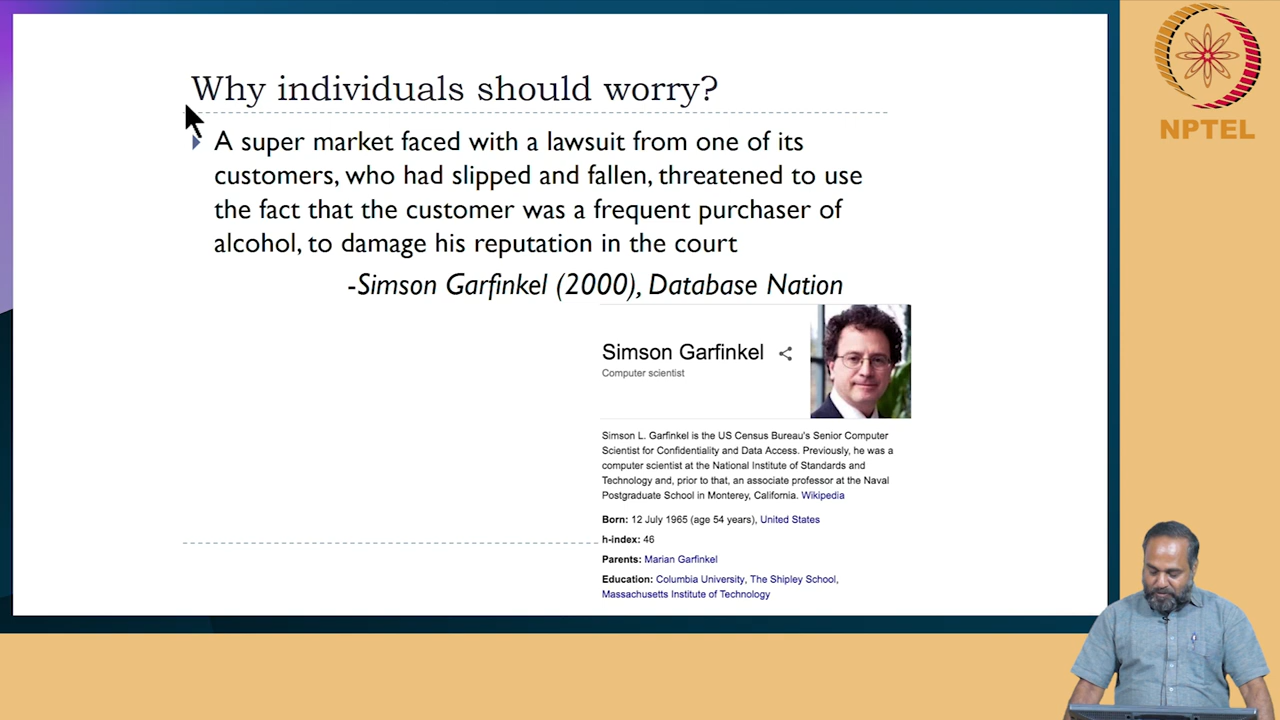 Why individuals should worry?
A super market faced with a lawsuit from one of its
customers, who had slipped and fallen, threatened to use
the fact that the customer was a frequent purchaser of
alcohol, to damage his reputation in the court
-Simson Garfinkel (2000), Database Nation
Simson Garfinkel
Computer scientist
Simson L. Garfinkel is the US Census Bureau's Senior Computer
Scientist for Confidentiality and Data Access. Previously, he was a
computer scientist at the National Institute of Standards and
Technology and, prior to that, an associate professor at the Naval
Postgraduate School in Monterey, California. Wikipedia
Born: 12 July 1965 (age 54 years), United States
h-index: 46
Parents: Marian Garfinkel
Education: Columbia University, The Shipley School,
Massachusetts Institute of Technology
NPTEL